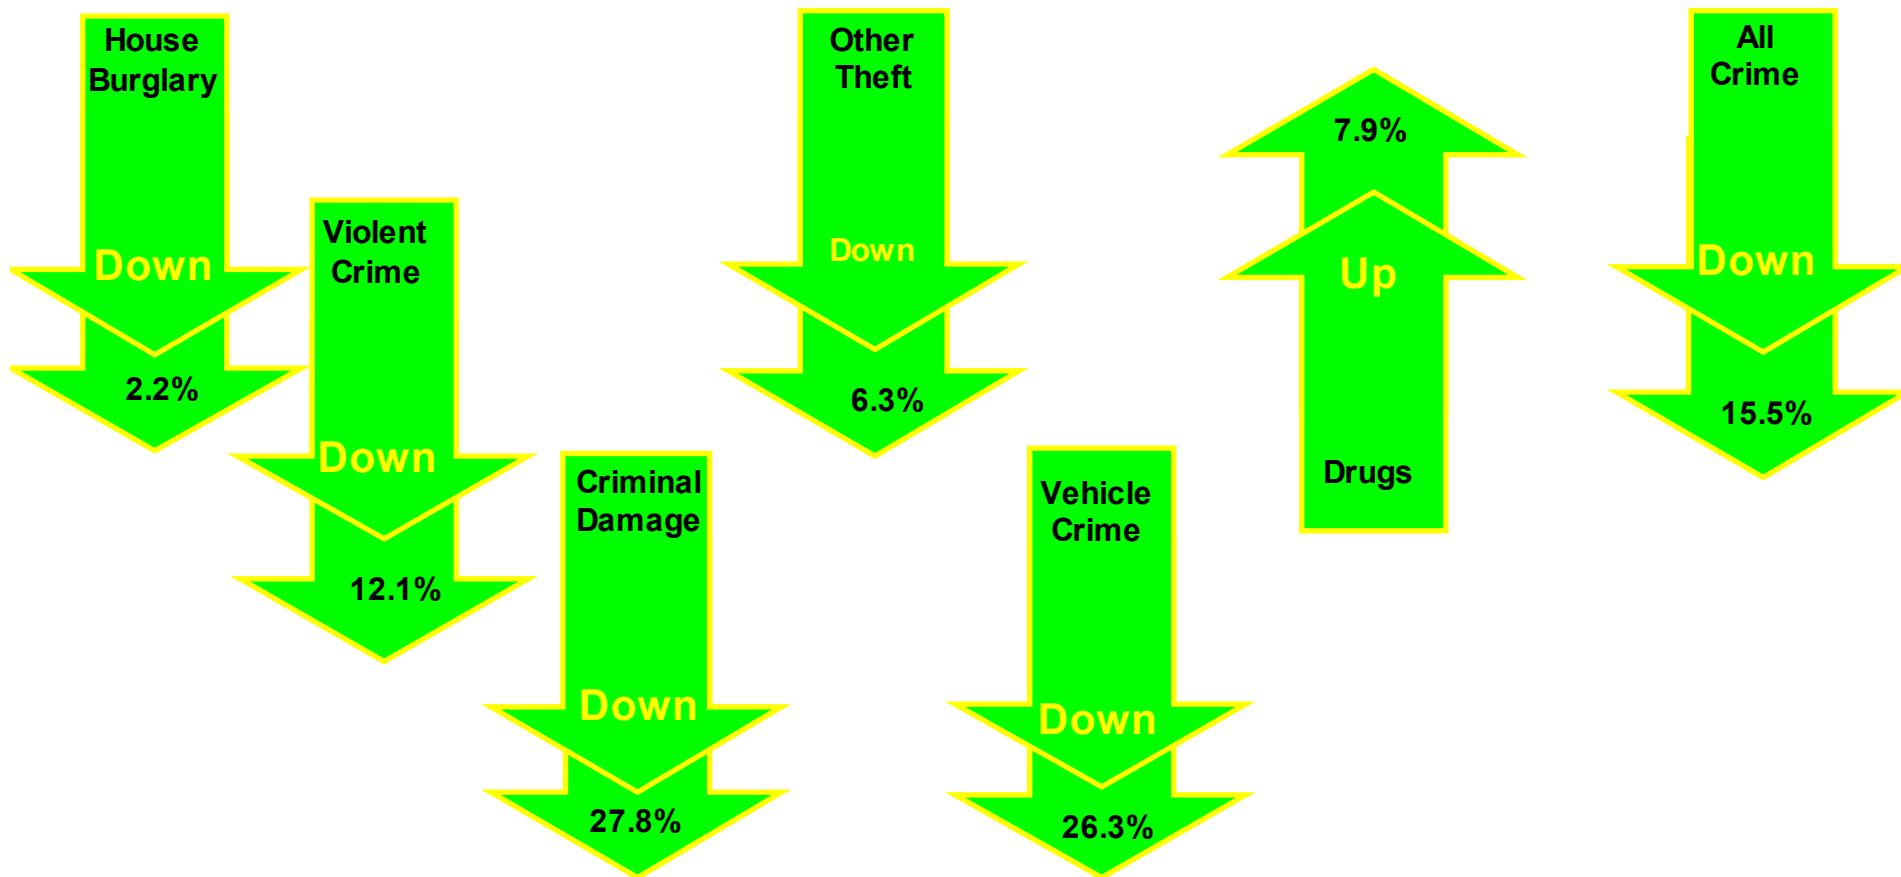 House
Burglary
Down
2.2%
Violent
Crime
Down
12.1%
Criminal
Damage
Down
27.8%
Other
Theft
Down
6.3%
Vehicle
Crime
Down
26.3%
7.9%
Up
Drugs
All
Crime
Down
15.5%